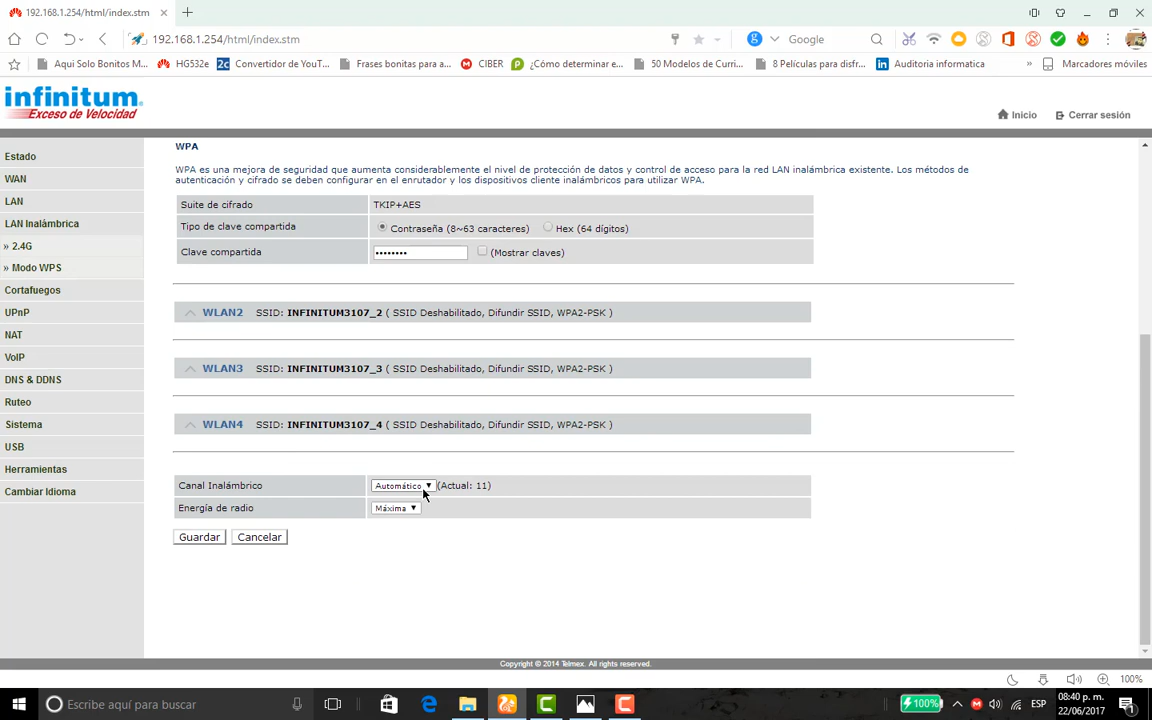 192.168.1.254/html/index.stm
192.168.1.254/html/index.stm
Google
Aqui Solo Bonitos M...
HG532e
Convertidor de YouT...
Frases bonitas para a...
CIBER
¿Cómo determinar e...
50 Modelos de Curri...
8 Películas para disfr...
Auditoria informatica
»
Marcadores móviles
infinitum
Exceso de Velocidad
Inicio
Cerrar sesión
Estado
WAN
LAN
LAN Inalámbrica
» 2.4G
» Modo WPS
Cortafuegos
UPnP
NAT
VoIP
DNS & DDNS
Ruteo
Sistema
USB
Herramientas
Cambiar Idioma
WPA
WPA es una mejora de seguridad que aumenta considerablemente el nivel de protección de datos y control de acceso para la red LAN inalámbrica existente. Los métodos de
autenticación y cifrado se deben configurar en el enrutador y los dispositivos cliente inalámbricos para utilizar WPA.
Suite de cifrado TKIP+AES
Tipo de clave compartida Contraseña (8~63 caracteres) Hex (64 dígitos)
Clave compartida •••••••• (Mostrar claves)
WLAN2 SSID: INFINITUM3107_2 ( SSID Deshabilitado, Difundir SSID, WPA2-PSK )
WLAN3 SSID: INFINITUM3107_3 ( SSID Deshabilitado, Difundir SSID, WPA2-PSK )
WLAN4 SSID: INFINITUM3107_4 ( SSID Deshabilitado, Difundir SSID, WPA2-PSK )
Canal Inalámbrico Automático (Actual: 11)
Energía de radio Máxima
Guardar Cancelar
Copyright © 2014 Telmex. All rights reserved.
100%
Escribe aquí para buscar
100%
ESP
08:40 p. m.
22/06/2017
1